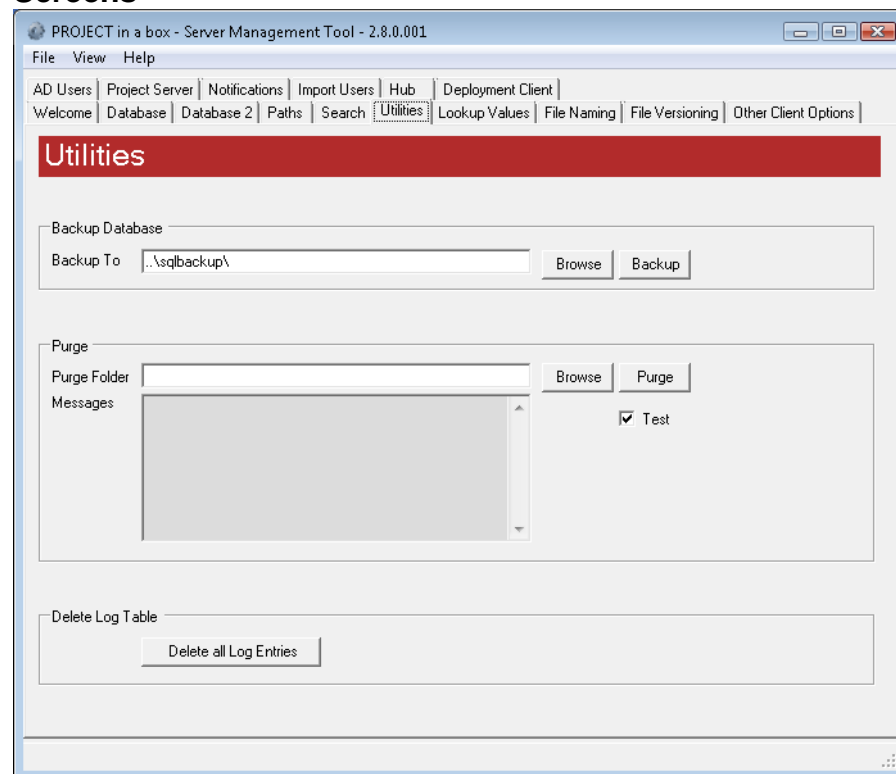 Screens
PROJECT in a box - Server Management Tool - 2.8.0.001
File View Help
AD Users Project Server Notifications Import Users Hub Deployment Client
Welcome Database Database 2 Paths Search Utilities Lookup Values File Naming File Versioning Other Client Options
Utilities
Backup Database
Backup To ..\sqlbackup\ Browse Backup
Purge
Purge Folder Browse Purge
Messages
Test
Delete Log Table
Delete all Log Entries